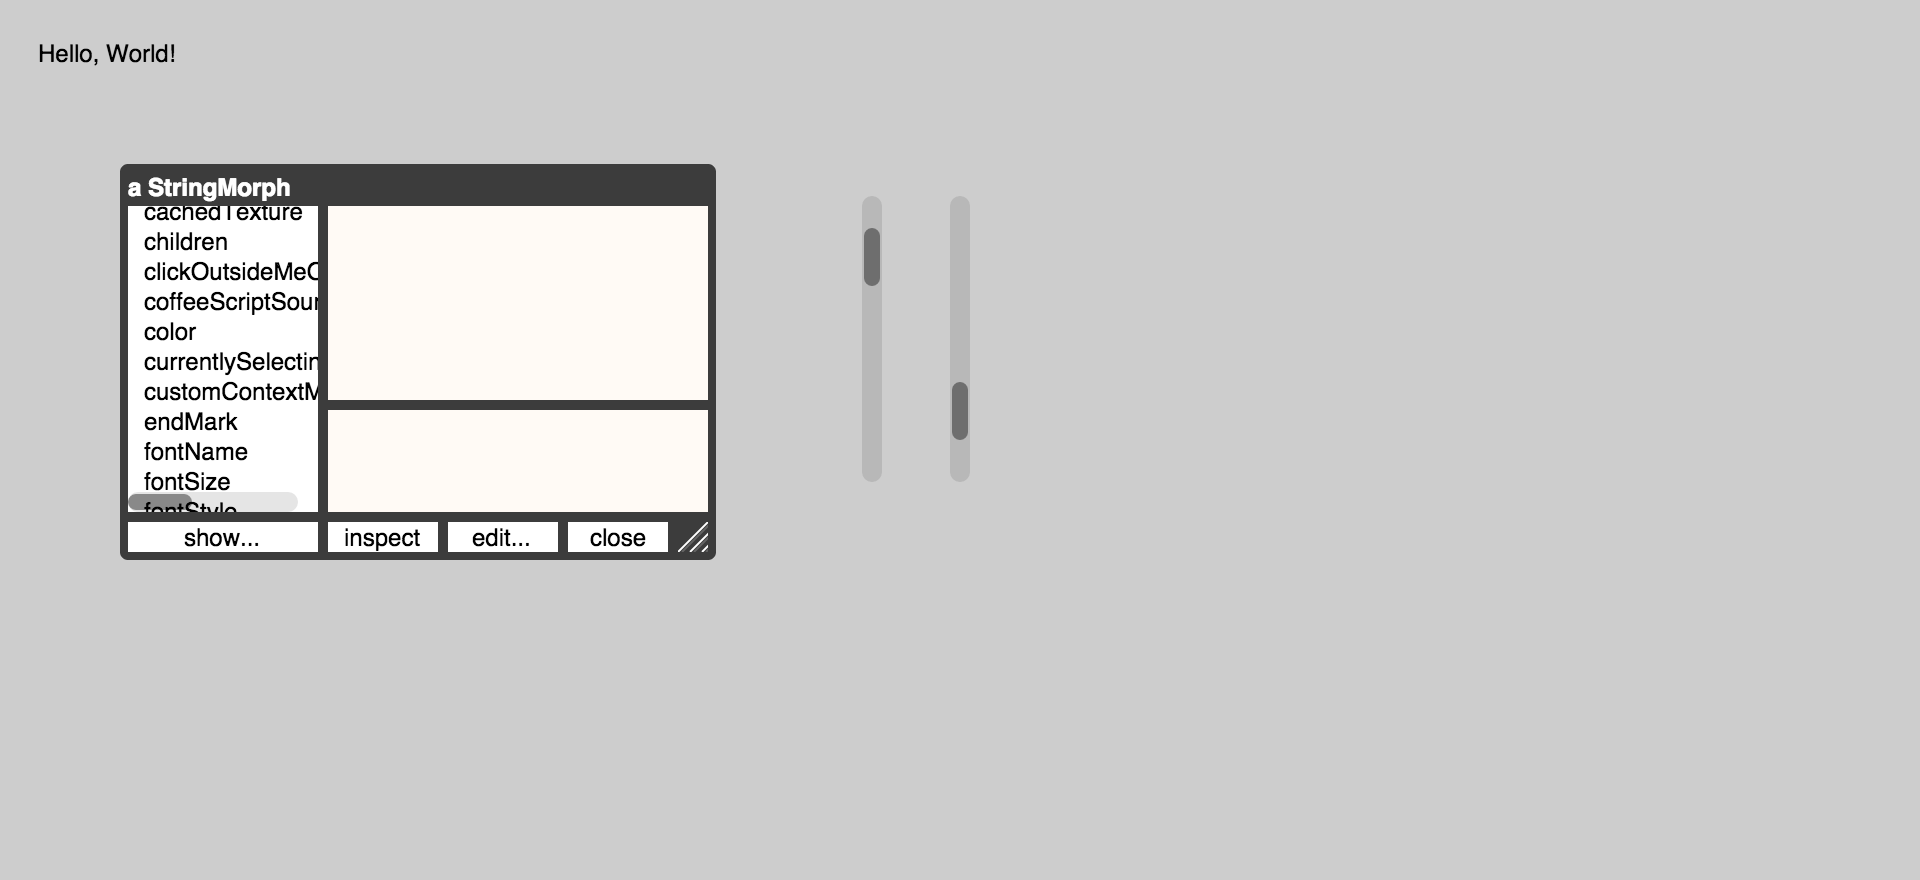 Hello, World!
a StringMorph
cachedTexture
children
clickOutsideMeC
coffeeScriptSour
color
currentlySelectin
customContextM
endMark
fontName
fontSize
fontStyle
show...
inspect
edit...
close